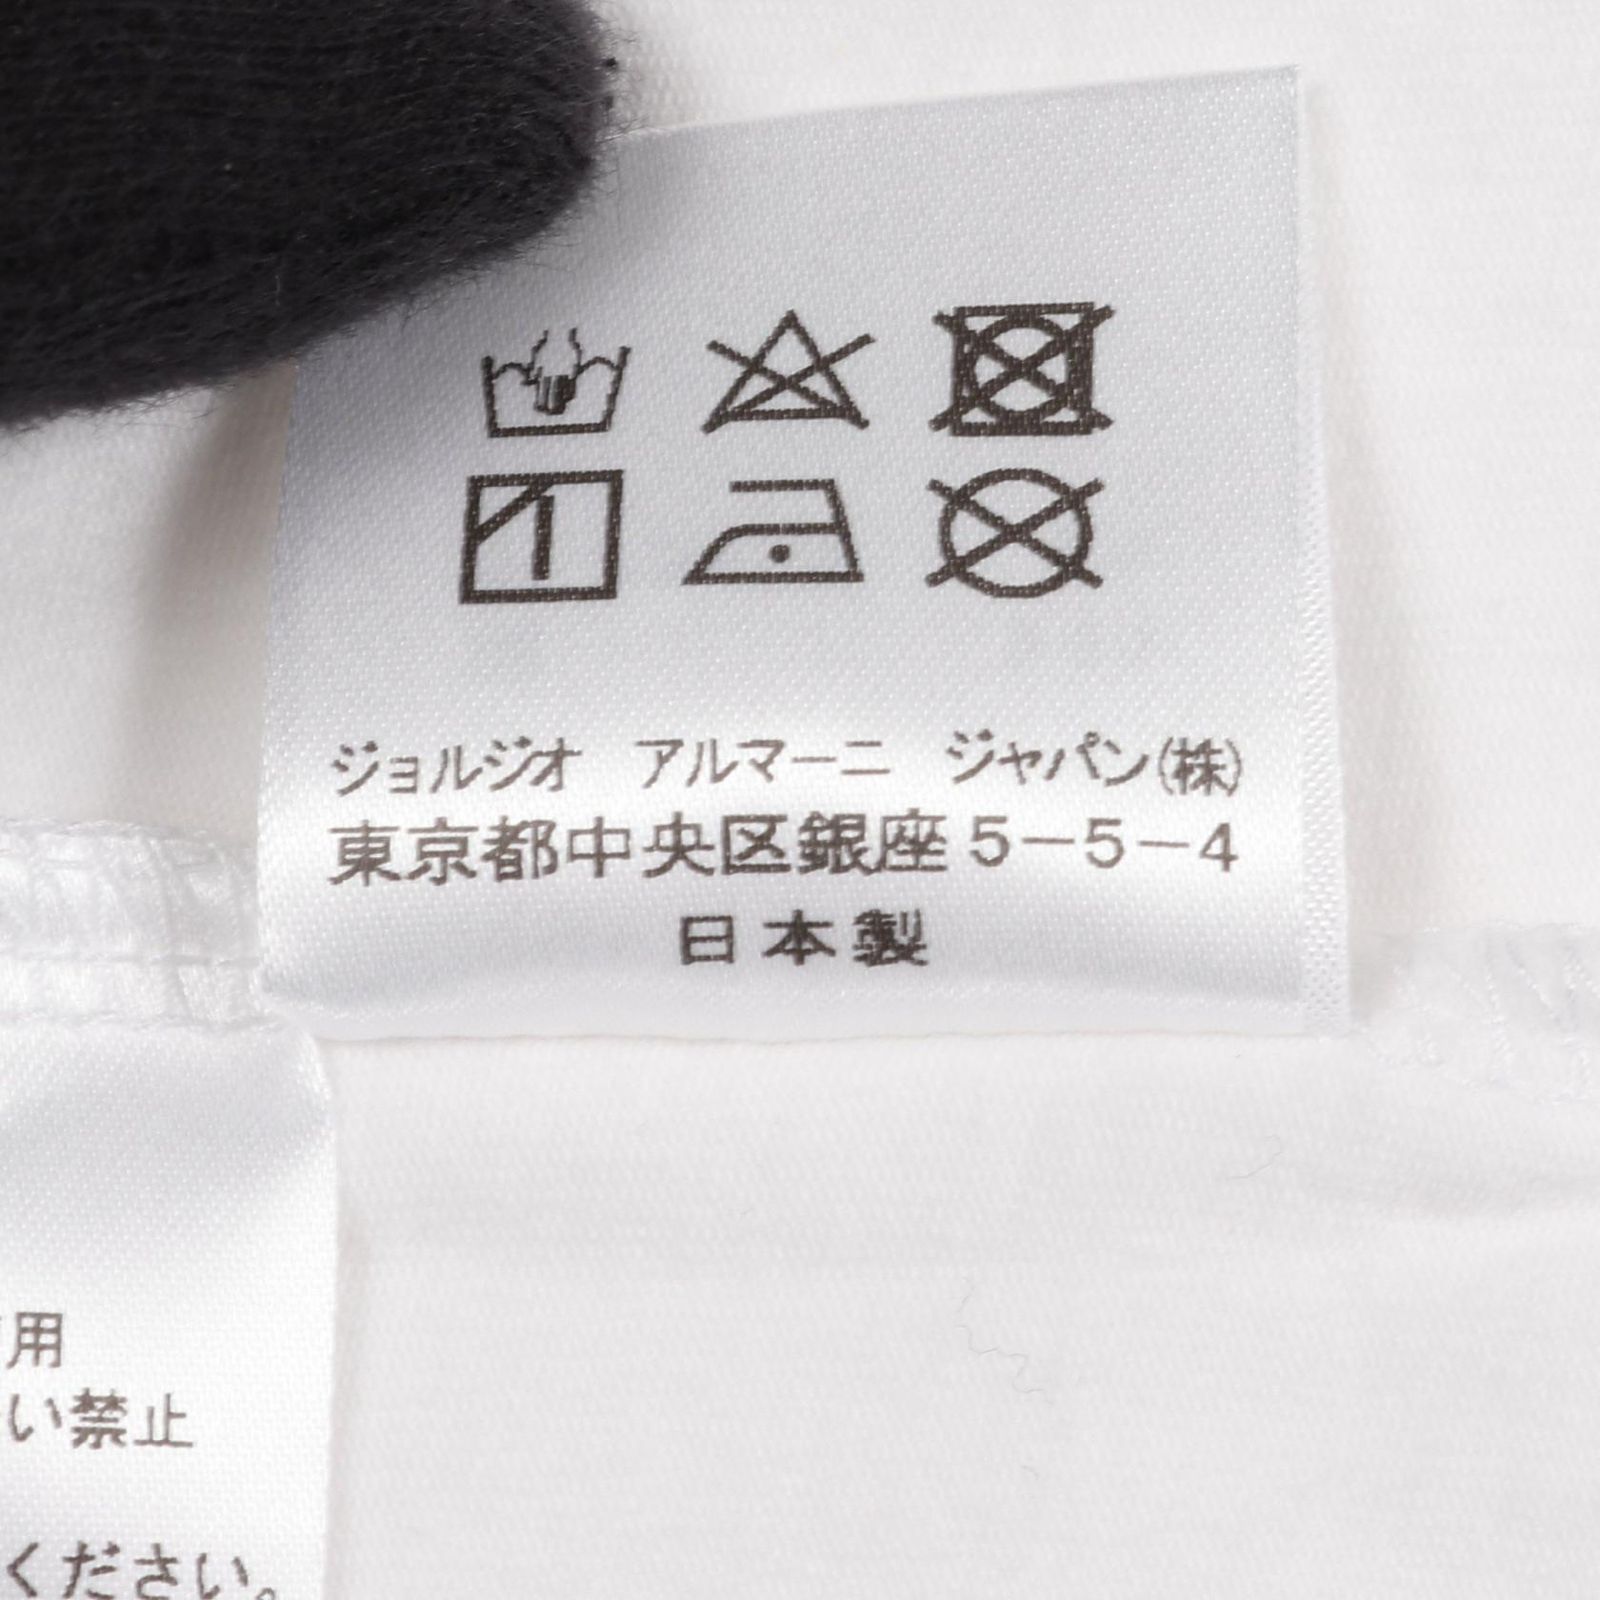 ジョルジオ アルマーニ ジャパン(株)
東京都中央区銀座5-5-4
日本製
用
い禁止
ください。